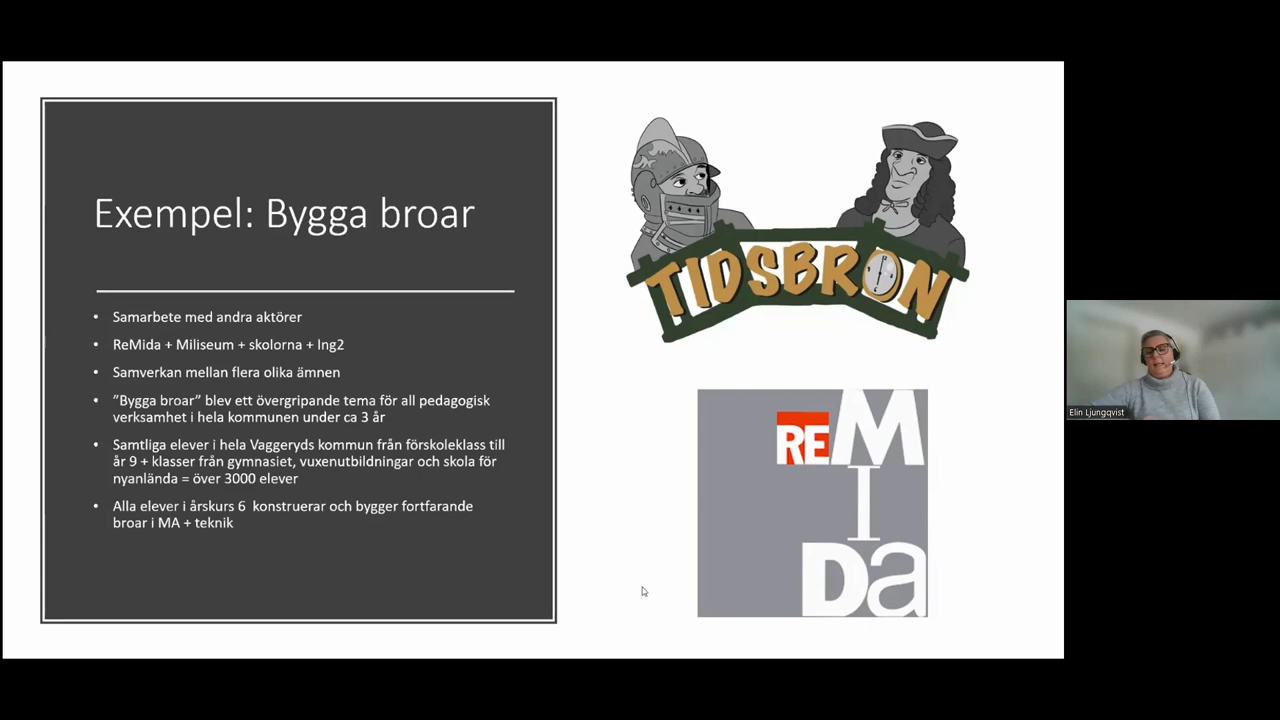 Exempel: Bygga broar
• Samarbete med andra aktörer
• ReMida + Miliseum + skolorna + Ing2
• Samverkan mellan flera olika ämnen
• ”Bygga broar” blev ett övergripande tema för all pedagogisk
verksamhet i hela kommunen under ca 3 år
• Samtliga elever i hela Vaggeryds kommun från förskoleklass till
år 9 + klasser från gymnasiet, vuxenutbildningar och skola för
nyanlända = över 3000 elever
• Alla elever i årskurs 6 konstruerar och bygger fortfarande
broar i MA + teknik
TIDSBRON
REM
I
Da
Elin Ljungqvist